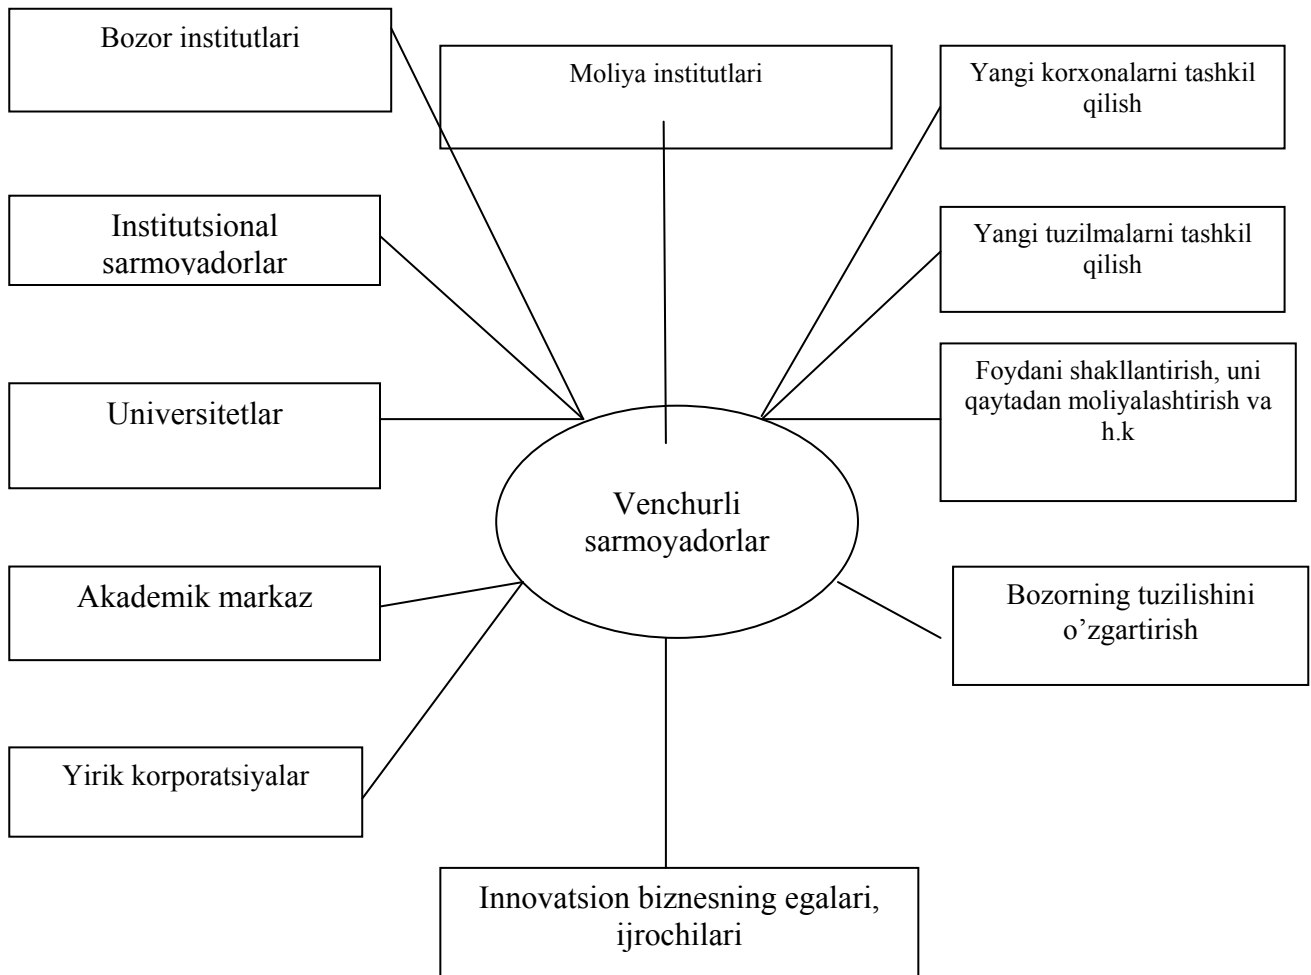 Bozor institutlari
Moliya institutlari
Yangi korxonalarni tashkil
qilish
Institutsional
sarmoyadorlar
Yangi tuzilmalarni tashkil
qilish
Foydani shakllantirish, uni
qaytadan moliyalashtirish va
h.k
Universitetlar
Venchurli
sarmoyadorlar
Akademik markaz
Bozorning tuzilishini
o’zgartirish
Yirik korporatsiyalar
Innovatsion biznesning egalari,
ijrochilari